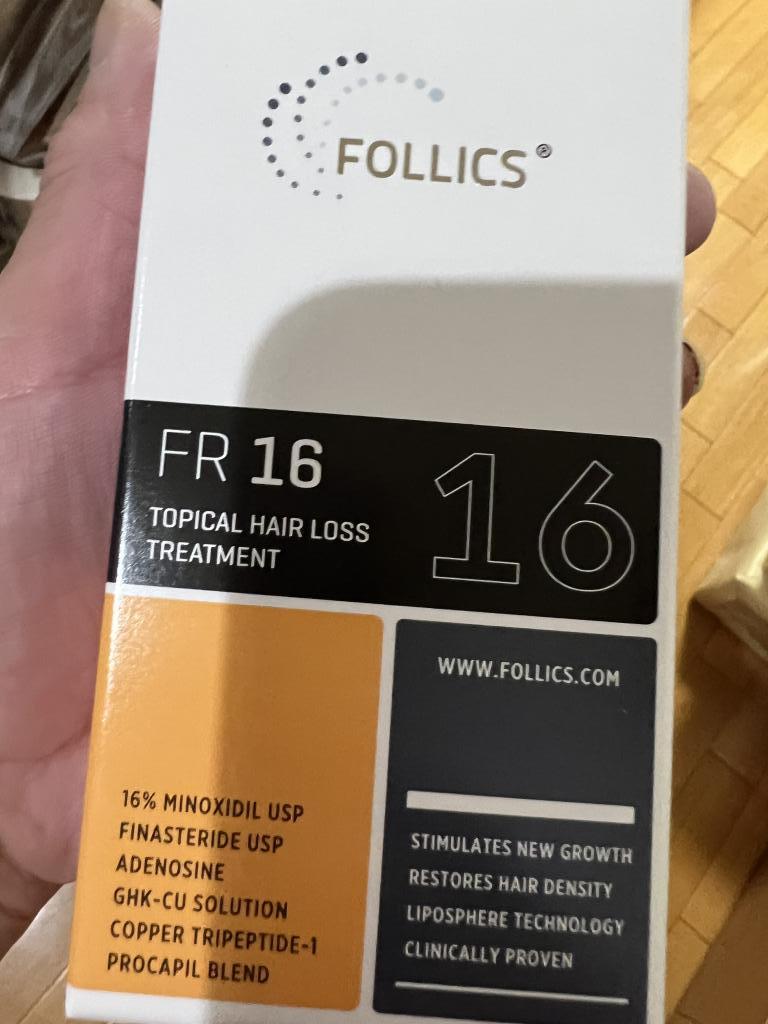 FOLLICS®
FR 16
16
TOPICAL HAIR LOSS
TREATMENT
WWW.FOLLICS.COM
16% MINOXIDIL USP
FINASTERIDE USP
ADENOSINE
GHK-CU SOLUTION
COPPER TRIPEPTIDE-1
PROCAPIL BLEND
STIMULATES NEW GROWTH
RESTORES HAIR DENSITY
LIPOSPHERE TECHNOLOGY
CLINICALLY PROVEN